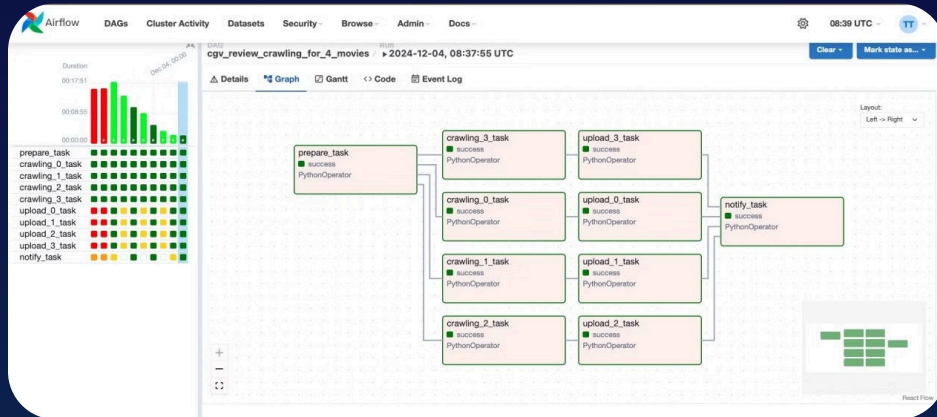 Airflow
DAGs
Cluster Activity
Datasets
Security
Browse
Admin
Docs
08:39 UTC
TT
DAG
Run
cgv_review_crawling_for_4_movies / ▸ 2024-12-04, 08:37:55 UTC
Clear
Mark state as...
Details
Graph
Gantt
<> Code
Event Log
Duration
Dec 04, 00:00
00:17:51
00:08:55
00:00:00
prepare_task
crawling_0_task
crawling_1_task
crawling_2_task
crawling_3_task
upload_0_task
upload_1_task
upload_2_task
upload_3_task
notify_task
Layout:
Left -> Right
prepare_task
success
PythonOperator
crawling_3_task
success
PythonOperator
upload_3_task
success
PythonOperator
crawling_0_task
success
PythonOperator
upload_0_task
success
PythonOperator
notify_task
success
PythonOperator
crawling_1_task
success
PythonOperator
upload_1_task
success
PythonOperator
crawling_2_task
success
PythonOperator
upload_2_task
success
PythonOperator
React Flow